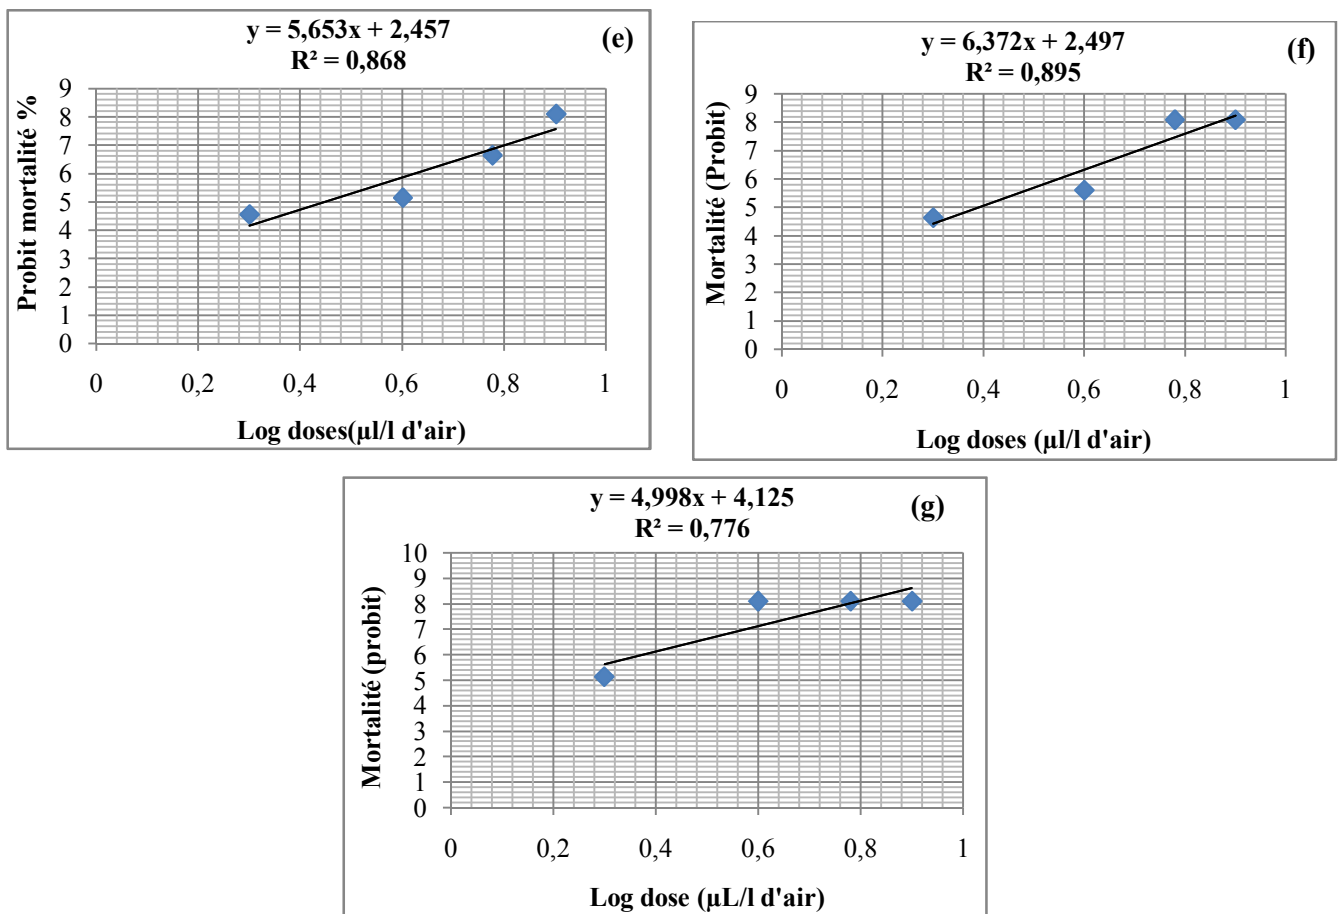 y = 5,653x + 2,457
R² = 0,868
(e)
Probit mortalité %
9
8
7
6
5
4
3
2
1
0
0 0,2 0,4 0,6 0,8 1
Log doses(µl/l d'air)
y = 6,372x + 2,497
R² = 0,895
(f)
Mortalité (Probit)
9
8
7
6
5
4
3
2
1
0
0 0,2 0,4 0,6 0,8 1
Log doses (µl/l d'air)
y = 4,998x + 4,125
R² = 0,776
(g)
Mortalité (probit)
10
9
8
7
6
5
4
3
2
1
0
0 0,2 0,4 0,6 0,8 1
Log dose (µL/l d'air)